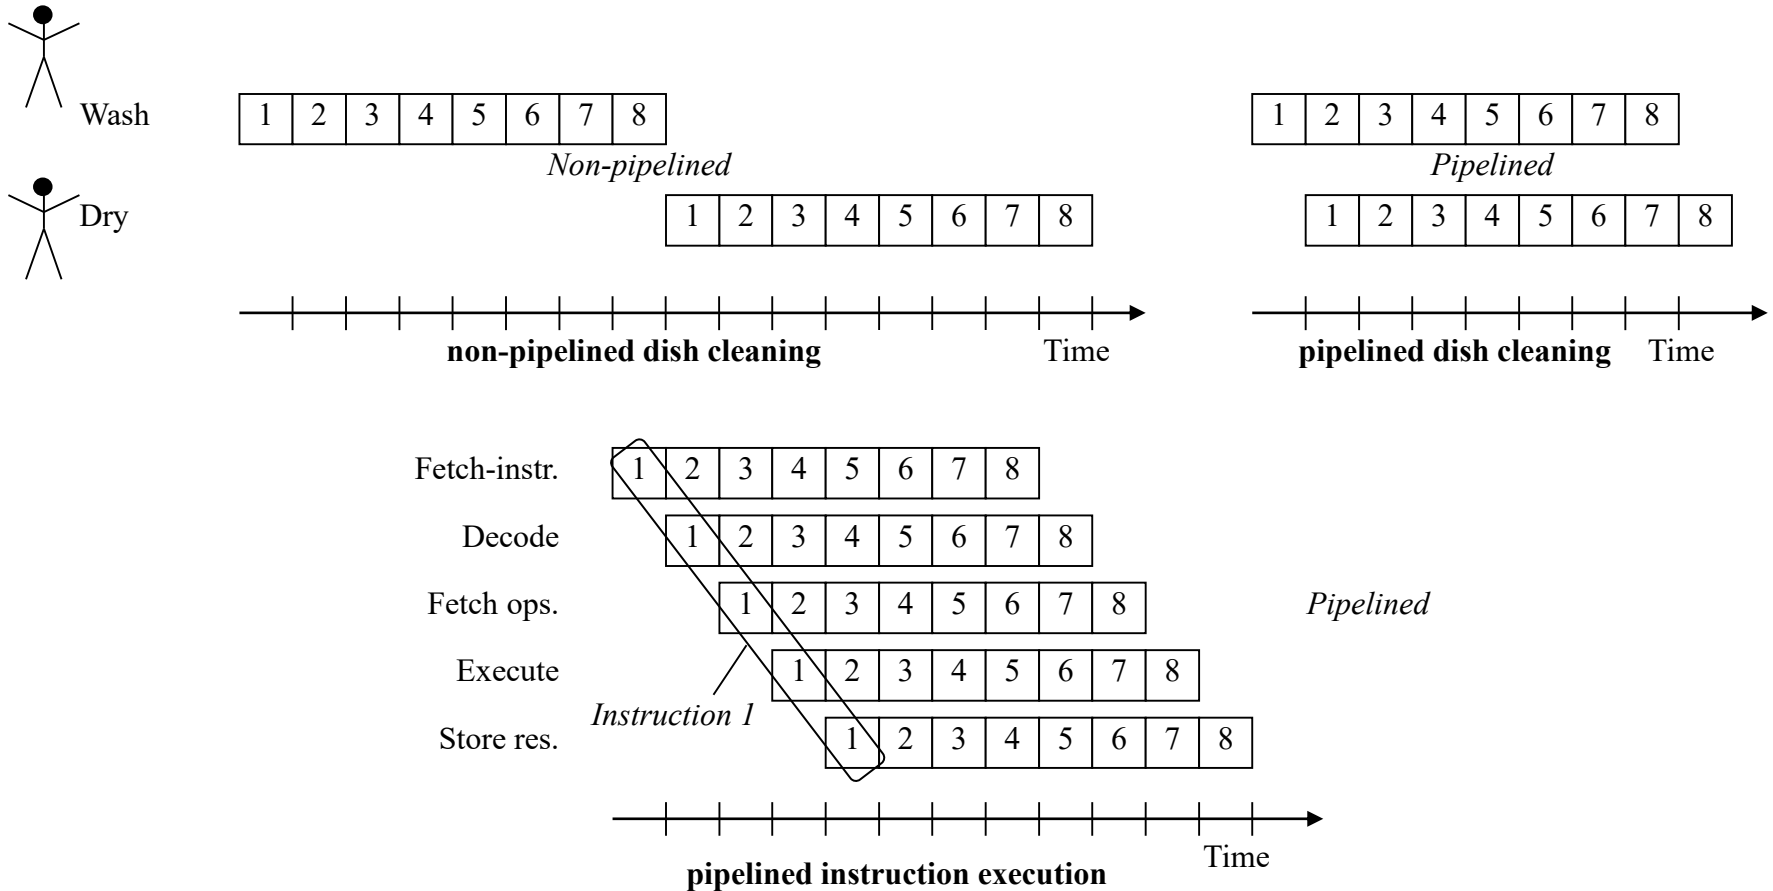 Wash 1 2 3 4 5 6 7 8 1 2 3 4 5 6 7 8
Non-pipelined Pipelined
Dry 1 2 3 4 5 6 7 8 1 2 3 4 5 6 7 8
non-pipelined dish cleaning Time pipelined dish cleaning Time
Fetch-instr. 1 2 3 4 5 6 7 8
Decode 1 2 3 4 5 6 7 8
Fetch ops. 1 2 3 4 5 6 7 8 Pipelined
Execute 1 2 3 4 5 6 7 8
Instruction 1
Store res. 1 2 3 4 5 6 7 8
Time
pipelined instruction execution